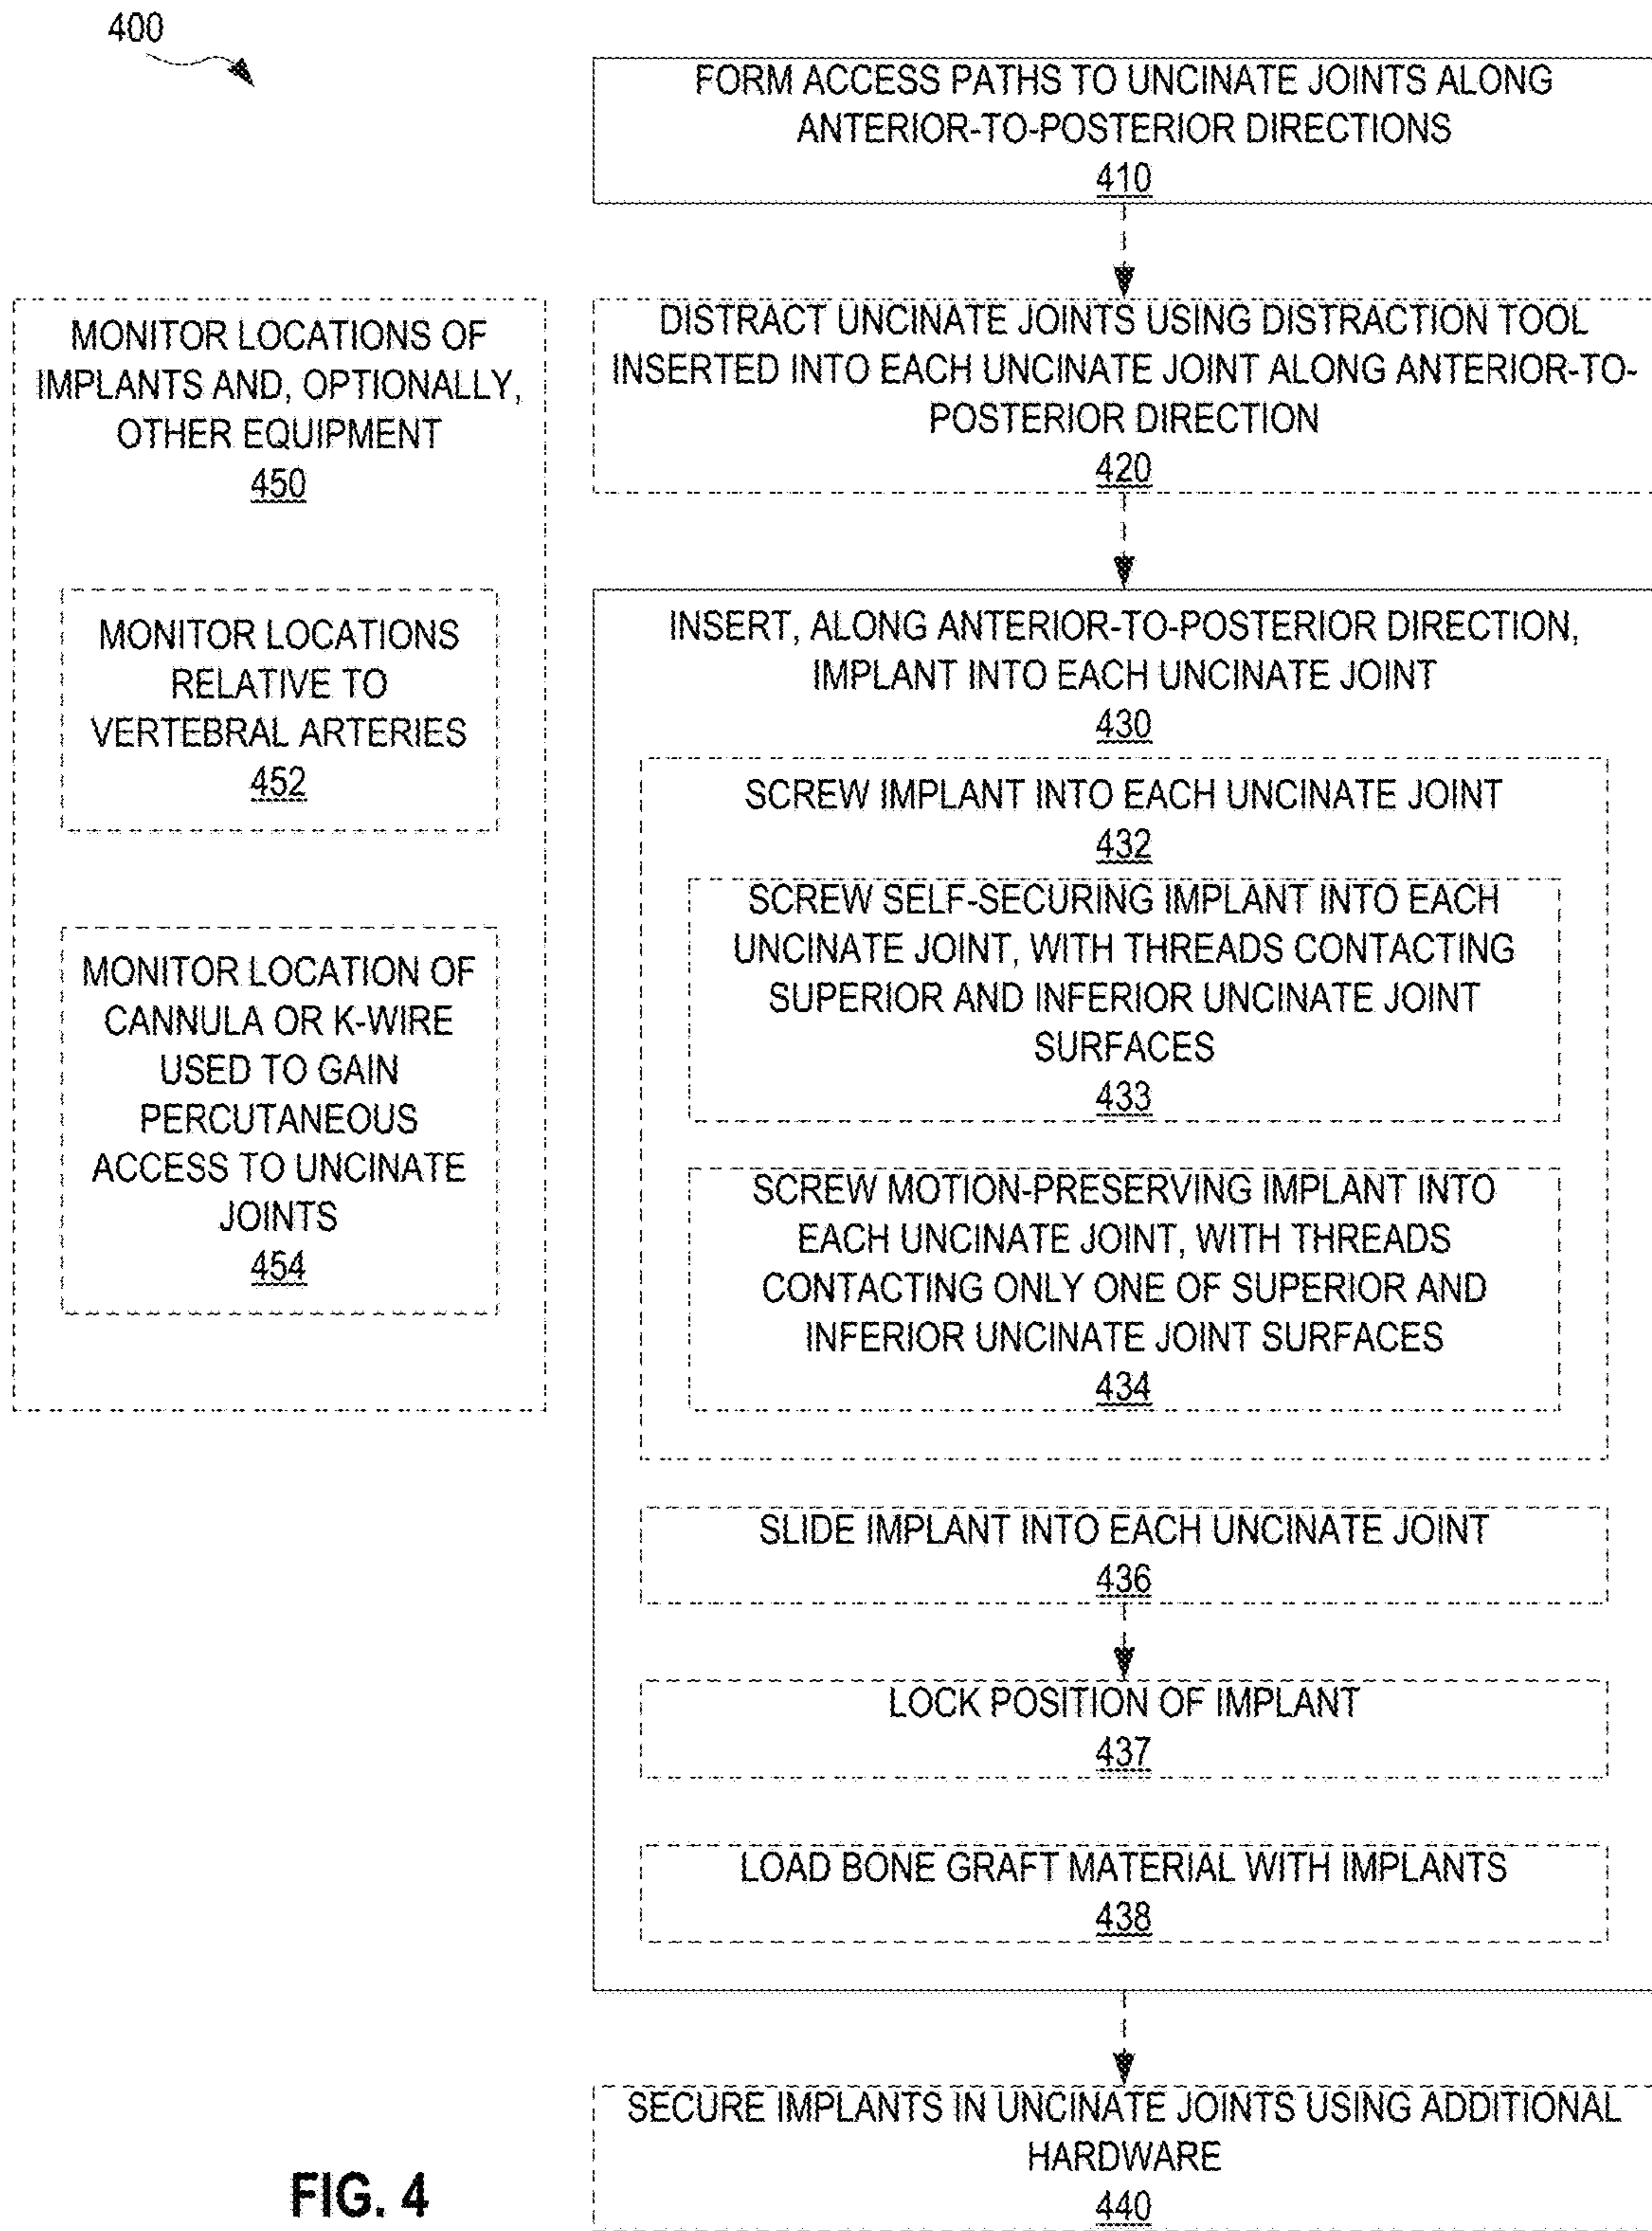 400
FORM ACCESS PATHS TO UNCINATE JOINTS ALONG
ANTERIOR-TO-POSTERIOR DIRECTIONS
410
DISTRACT UNCINATE JOINTS USING DISTRACTION TOOL
INSERTED INTO EACH UNCINATE JOINT ALONG ANTERIOR-TO-
POSTERIOR DIRECTION
420
MONITOR LOCATIONS OF
IMPLANTS AND, OPTIONALLY,
OTHER EQUIPMENT
450
MONITOR LOCATIONS
RELATIVE TO
VERTEBRAL ARTERIES
452
MONITOR LOCATION OF
CANNULA OR K-WIRE
USED TO GAIN
PERCUTANEOUS
ACCESS TO UNCINATE
JOINTS
454
INSERT, ALONG ANTERIOR-TO-POSTERIOR DIRECTION,
IMPLANT INTO EACH UNCINATE JOINT
430
SCREW IMPLANT INTO EACH UNCINATE JOINT
432
SCREW SELF-SECURING IMPLANT INTO EACH
UNCINATE JOINT, WITH THREADS CONTACTING
SUPERIOR AND INFERIOR UNCINATE JOINT
SURFACES
433
SCREW MOTION-PRESERVING IMPLANT INTO
EACH UNCINATE JOINT, WITH THREADS
CONTACTING ONLY ONE OF SUPERIOR AND
INFERIOR UNCINATE JOINT SURFACES
434
SLIDE IMPLANT INTO EACH UNCINATE JOINT
436
LOCK POSITION OF IMPLANT
437
LOAD BONE GRAFT MATERIAL WITH IMPLANTS
438
SECURE IMPLANTS IN UNCINATE JOINTS USING ADDITIONAL
HARDWARE
440
FIG. 4